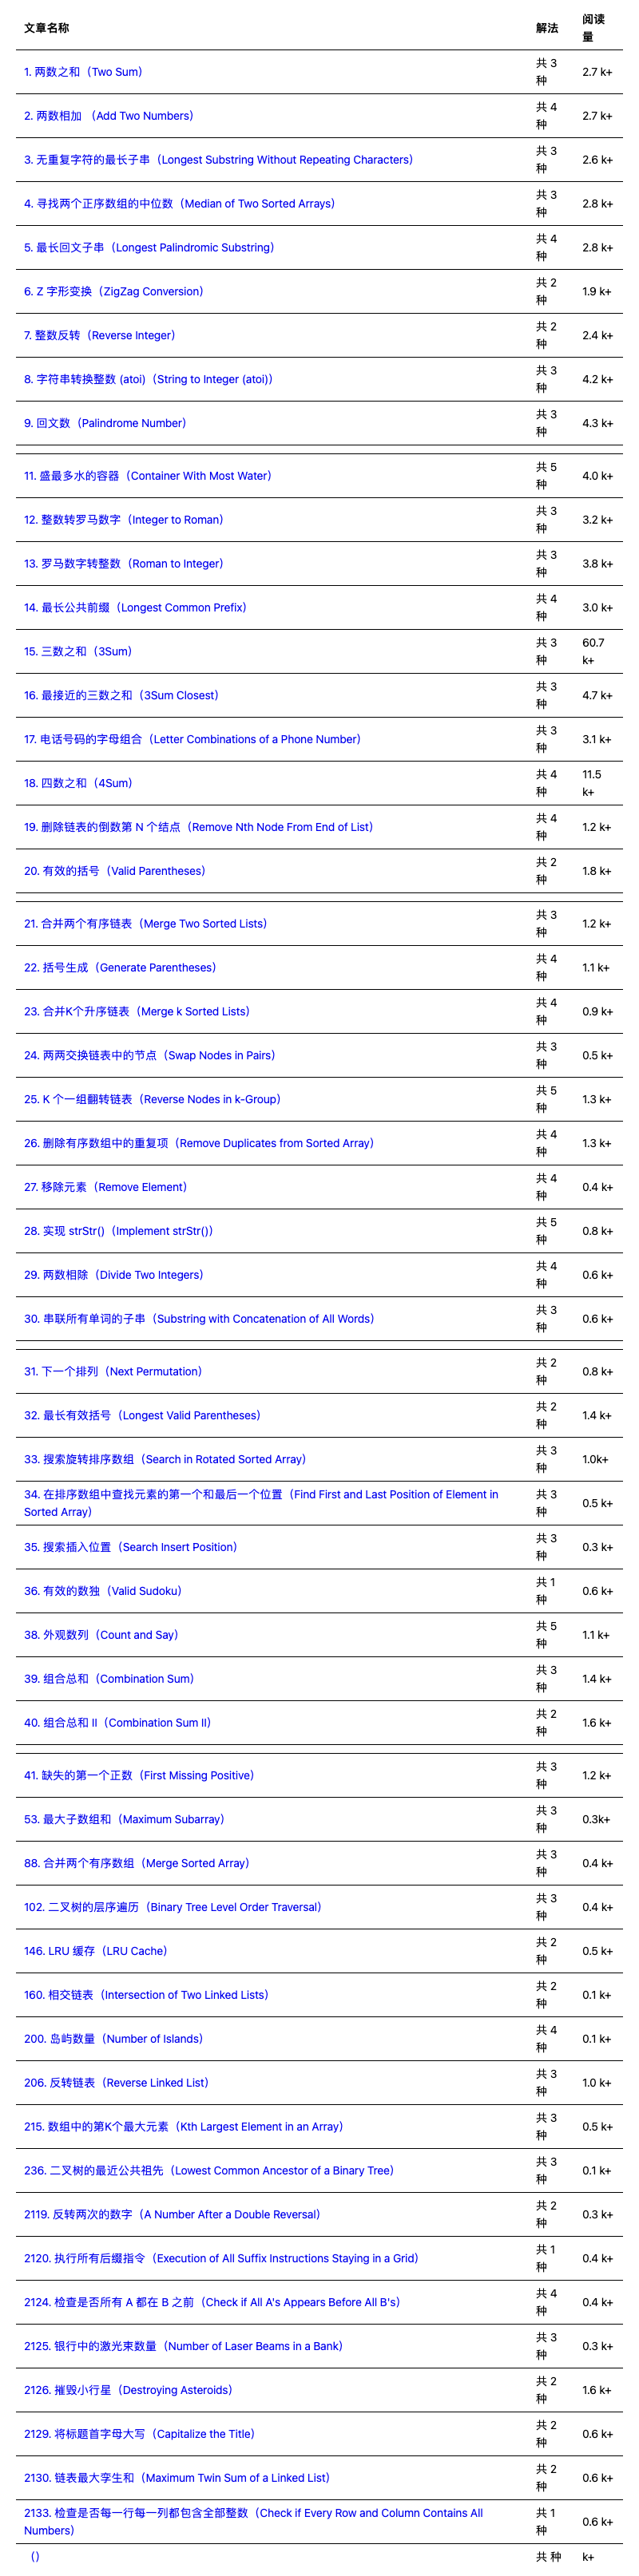 文章名称 解法 阅读量
1. 两数之和（Two Sum） 共 3 种 2.7 k+
2. 两数相加 （Add Two Numbers） 共 4 种 2.7 k+
3. 无重复字符的最长子串（Longest Substring Without Repeating Characters） 共 3 种 2.6 k+
4. 寻找两个正序数组的中位数（Median of Two Sorted Arrays） 共 3 种 2.8 k+
5. 最长回文子串（Longest Palindromic Substring） 共 4 种 2.8 k+
6. Z 字形变换（ZigZag Conversion） 共 2 种 1.9 k+
7. 整数反转（Reverse Integer） 共 2 种 2.4 k+
8. 字符串转换整数 (atoi)（String to Integer (atoi)） 共 3 种 4.2 k+
9. 回文数（Palindrome Number） 共 3 种 4.3 k+
11. 盛最多水的容器（Container With Most Water） 共 5 种 4.0 k+
12. 整数转罗马数字（Integer to Roman） 共 3 种 3.2 k+
13. 罗马数字转整数（Roman to Integer） 共 3 种 3.8 k+
14. 最长公共前缀（Longest Common Prefix） 共 4 种 3.0 k+
15. 三数之和（3Sum） 共 3 种 60.7 k+
16. 最接近的三数之和（3Sum Closest） 共 3 种 4.7 k+
17. 电话号码的字母组合（Letter Combinations of a Phone Number） 共 3 种 3.1 k+
18. 四数之和（4Sum） 共 4 种 11.5 k+
19. 删除链表的倒数第 N 个结点（Remove Nth Node From End of List） 共 4 种 1.2 k+
20. 有效的括号（Valid Parentheses） 共 2 种 1.8 k+
21. 合并两个有序链表（Merge Two Sorted Lists） 共 3 种 1.2 k+
22. 括号生成（Generate Parentheses） 共 4 种 1.1 k+
23. 合并K个升序链表（Merge k Sorted Lists） 共 4 种 0.9 k+
24. 两两交换链表中的节点（Swap Nodes in Pairs） 共 3 种 0.5 k+
25. K 个一组翻转链表（Reverse Nodes in k-Group） 共 5 种 1.3 k+
26. 删除有序数组中的重复项（Remove Duplicates from Sorted Array） 共 4 种 1.3 k+
27. 移除元素（Remove Element） 共 4 种 0.4 k+
28. 实现 strStr()（Implement strStr()） 共 5 种 0.8 k+
29. 两数相除（Divide Two Integers） 共 4 种 0.6 k+
30. 串联所有单词的子串（Substring with Concatenation of All Words） 共 3 种 0.6 k+
31. 下一个排列（Next Permutation） 共 2 种 0.8 k+
32. 最长有效括号（Longest Valid Parentheses） 共 2 种 1.4 k+
33. 搜索旋转排序数组（Search in Rotated Sorted Array） 共 3 种 1.0k+
34. 在排序数组中查找元素的第一个和最后一个位置（Find First and Last Position of Element in
Sorted Array） 共 3 种 0.5 k+
35. 搜索插入位置（Search Insert Position） 共 3 种 0.3 k+
36. 有效的数独（Valid Sudoku） 共 1 种 0.6 k+
38. 外观数列（Count and Say） 共 5 种 1.1 k+
39. 组合总和（Combination Sum） 共 3 种 1.4 k+
40. 组合总和 II（Combination Sum II） 共 2 种 1.6 k+
41. 缺失的第一个正数（First Missing Positive） 共 3 种 1.2 k+
53. 最大子数组和（Maximum Subarray） 共 3 种 0.3k+
88. 合并两个有序数组（Merge Sorted Array） 共 3 种 0.4 k+
102. 二叉树的层序遍历（Binary Tree Level Order Traversal） 共 3 种 0.4 k+
146. LRU 缓存（LRU Cache） 共 2 种 0.5 k+
160. 相交链表（Intersection of Two Linked Lists） 共 2 种 0.1 k+
200. 岛屿数量（Number of Islands） 共 4 种 0.1 k+
206. 反转链表（Reverse Linked List） 共 3 种 1.0 k+
215. 数组中的第K个最大元素（Kth Largest Element in an Array） 共 3 种 0.5 k+
236. 二叉树的最近公共祖先（Lowest Common Ancestor of a Binary Tree） 共 3 种 0.1 k+
2119. 反转两次的数字（A Number After a Double Reversal） 共 2 种 0.3 k+
2120. 执行所有后缀指令（Execution of All Suffix Instructions Staying in a Grid） 共 1 种 0.4 k+
2124. 检查是否所有 A 都在 B 之前（Check if All A's Appears Before All B's） 共 4 种 0.4 k+
2125. 银行中的激光束数量（Number of Laser Beams in a Bank） 共 3 种 0.3 k+
2126. 摧毁小行星（Destroying Asteroids） 共 2 种 1.6 k+
2129. 将标题首字母大写（Capitalize the Title） 共 2 种 0.6 k+
2130. 链表最大孪生和（Maximum Twin Sum of a Linked List） 共 2 种 0.6 k+
2133. 检查是否每一行每一列都包含全部整数（Check if Every Row and Column Contains All
Numbers） 共 1 种 0.6 k+
（） 共 种 k+